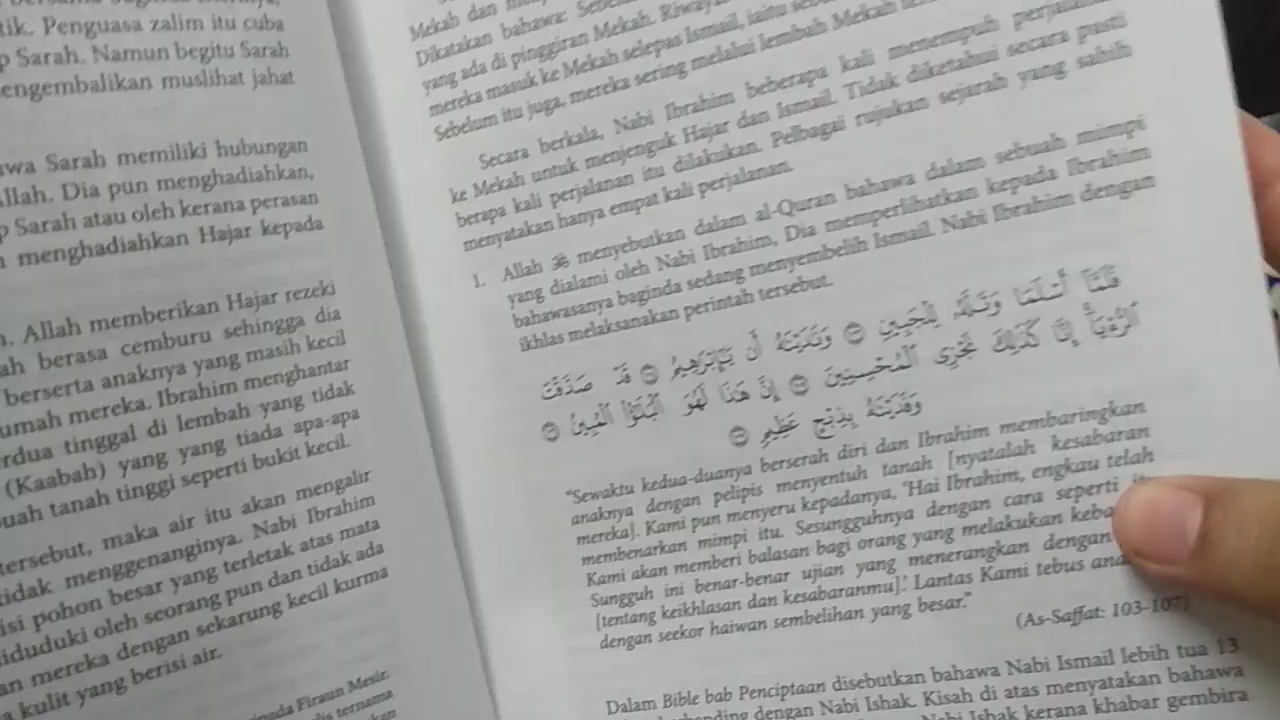 tik. Penguasa zalim itu cuba
Sarah. Namun begitu Sarah
engembalikan muslihat jahat
wa Sarah memiliki hubungan
Allah. Dia pun menghadiahkan,
Sarah atau oleh kerana perasan
menghadiahkan Hajar kepada
Allah memberikan Hajar rezeki
ah berasa cemburu sehingga dia
berserta anaknya yang masih kecil
umah mereka. Ibrahim menghantar
rdua tinggal di lembah yang tidak
(Kaabah) yang yang tiada apa-apa
uah tanah tinggi seperti bukit kecil.
tersebut, maka air itu akan mengalir
tidak menggenanginya. Nabi Ibrahim
isi pohon besar yang terletak atas mata
iduduki oleh seorang pun dan tidak ada
an mereka dengan sekarung kecil kurma
kulit yang berisi air.
Firaun Mesir.
ternama
Mekah dan
Dikatakan bahawa:
yang ada di pinggiran Mekah.
mereka masuk ke Mekah selepas Ismail, iaitu
Sebelum itu juga, mereka sering melalui lembah Mekah
Secara berkala, Nabi Ibrahim beberapa kali menempuh
ke Mekah untuk menjenguk Hajar dan Ismail. Tidak diketahui secara pasti
berapa kali perjalanan itu dilakukan. Pelbagai rujukan sejarah yang sahih
menyatakan hanya empat kali perjalanan.
1. Allah ﷻ menyebutkan dalam al-Quran bahawa dalam sebuah mimpi
yang dialami oleh Nabi Ibrahim, Dia memperlihatkan kepada Ibrahim
bahawasanya baginda sedang menyembelih Ismail. Nabi Ibrahim dengan
ikhlas melaksanakan perintah tersebut.
فَلَمَّا أَسْلَمَا وَتَلَّهُ لِلْجَبِينِ وَنَدَيْنَهُ أَن يَإِبْرَهِيمُ قَدْ صَدَّقْتَ
الرُّءْيَا إِنَّا كَذَلِكَ نَجْزِي الْمُحْسِنِينَ إِنَّ هَذَا لَهُوَ الْبَلَؤُا الْمُبِينُ
وَفَدَيْنَهُ بِذِبْحٍ عَظِيمٍ
"Sewaktu kedua-duanya berserah diri dan Ibrahim membaringkan
anaknya dengan pelipis menyentuh tanah [nyatalah kesabaran
mereka]. Kami pun menyeru kepadanya, 'Hai Ibrahim, engkau telah
membenarkan mimpi itu. Sesungguhnya dengan cara seperti
Kami akan memberi balasan bagi orang yang melakukan
Sungguh ini benar-benar ujian yang menerangkan dengan
[tentang keikhlasan dan kesabaranmu].' Lantas Kami tebus
dengan seekor haiwan sembelihan yang besar."
(As-Saffat: 103-107)
Dalam Bible bab Penciptaan disebutkan bahawa Nabi Ismail lebih tua 13
dengan Nabi Ishak. Kisah di atas menyatakan bahawa
Nabi Ishak kerana khabar gembira